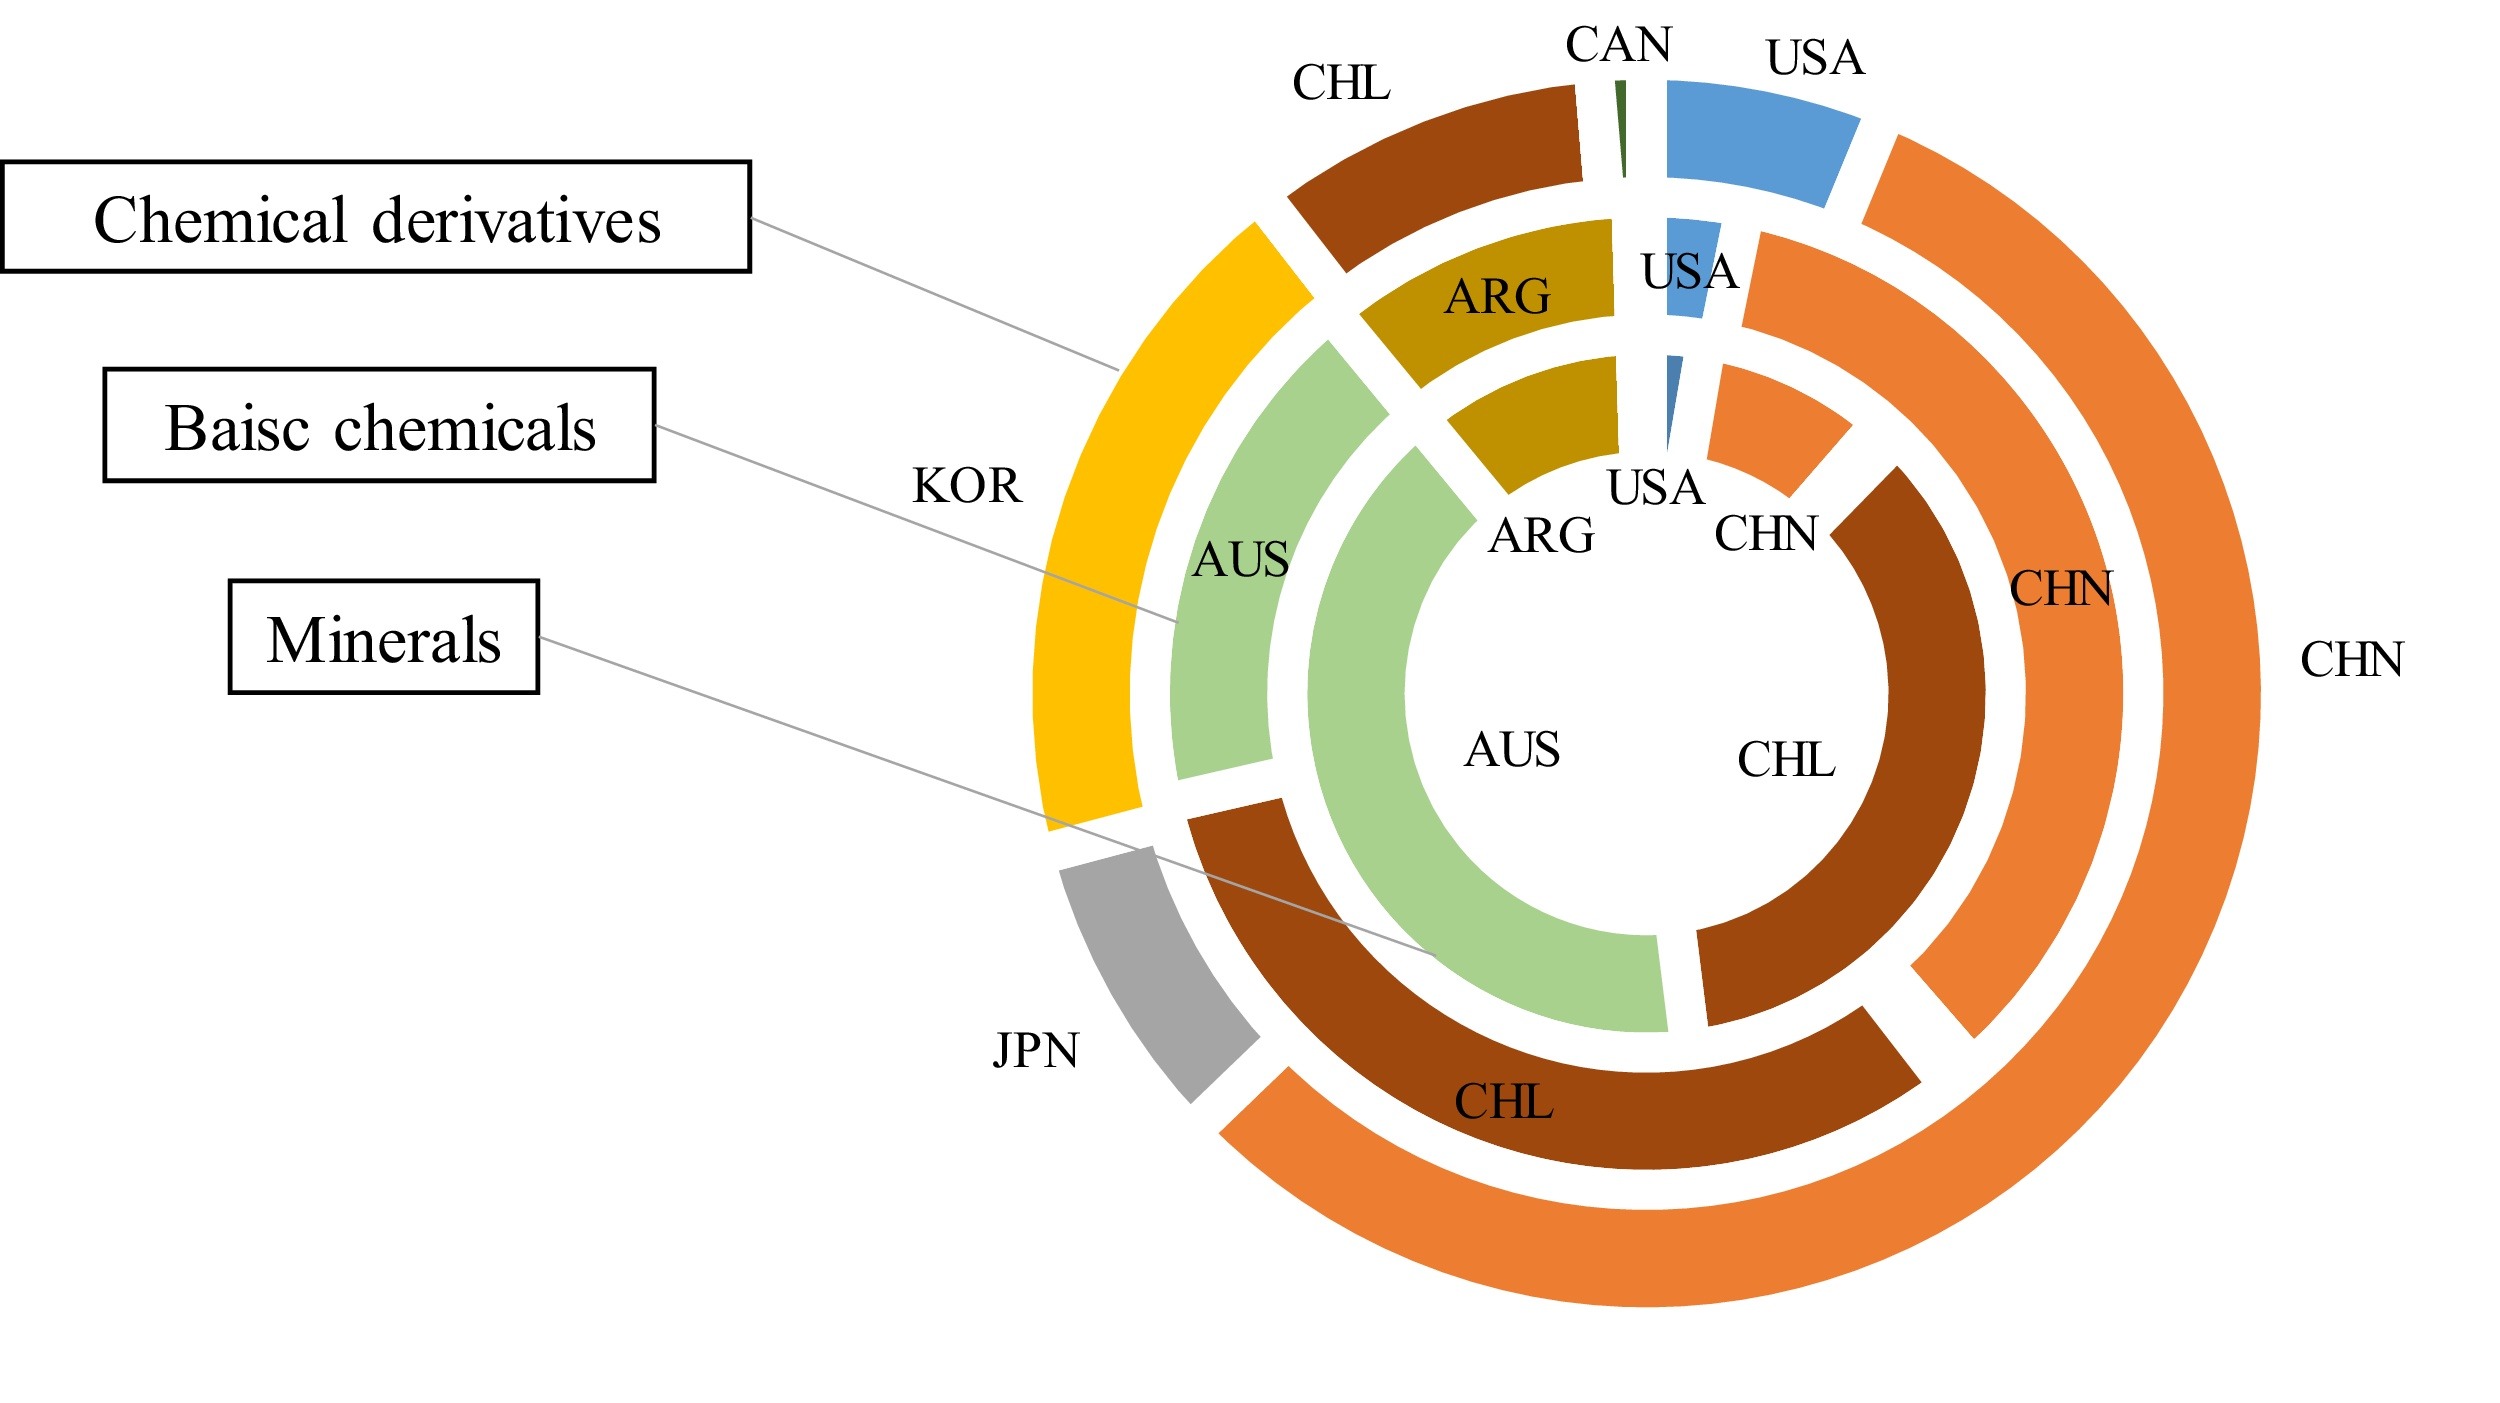 CAN
USA
CHL
Chemical derivatives
USA
ARG
Baisc chemicals
KOR
USA
ARG
CHN
AUS
CHN
Minerals
CHN
AUS
CHL
JPN
CHL